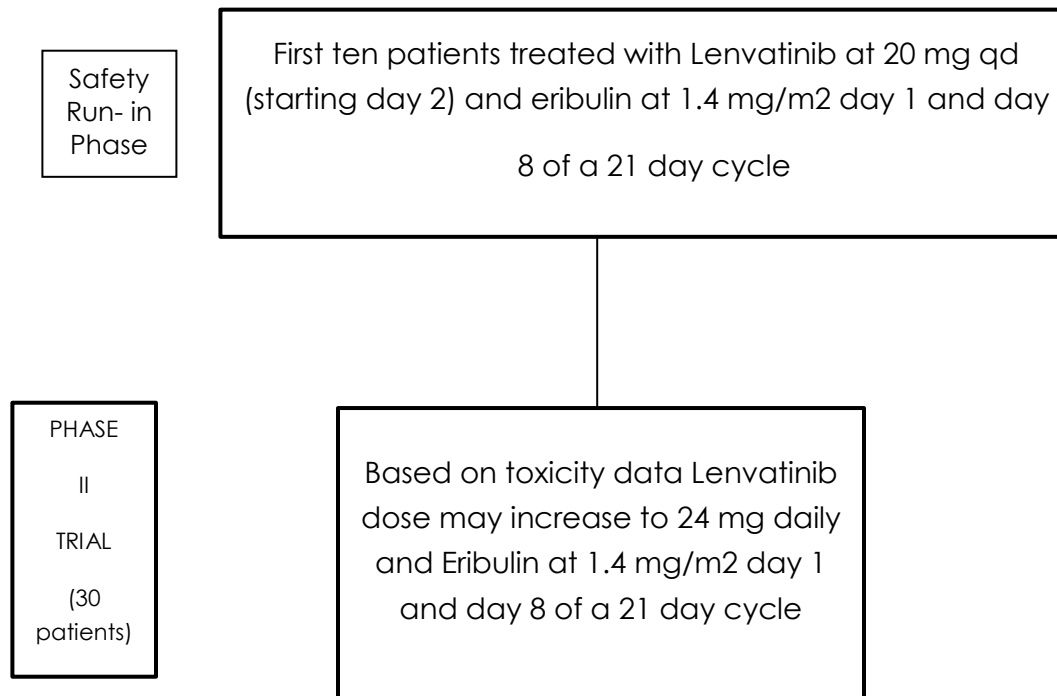 Safety
Run- in
Phase
First ten patients treated with Lenvatinib at 20 mg qd
(starting day 2) and eribulin at 1.4 mg/m2 day 1 and day
8 of a 21 day cycle
PHASE
II
TRIAL
(30
patients)
Based on toxicity data Lenvatinib
dose may increase to 24 mg daily
and Eribulin at 1.4 mg/m2 day 1
and day 8 of a 21 day cycle